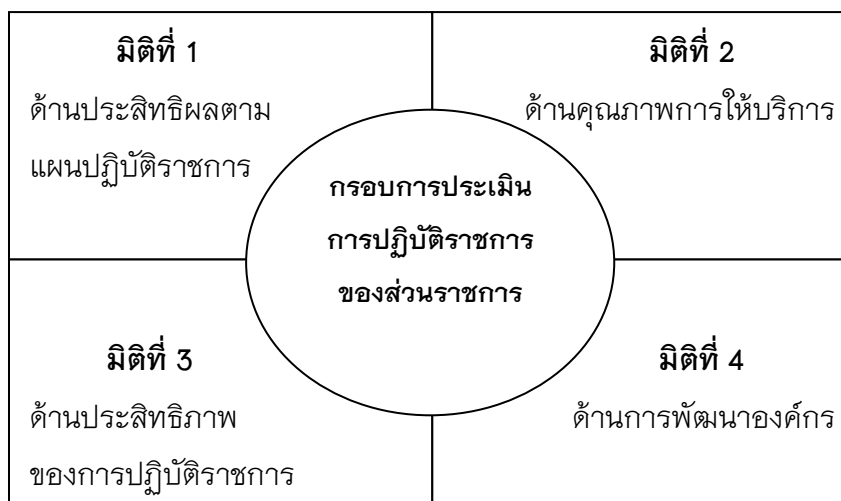 มิติที่ 1
ด้านประสิทธิผลตาม
แผนปฏิบัติราชการ
มิติที่ 2
ด้านคุณภาพการให้บริการ
กรอบการประเมิน
การปฏิบัติราชการ
ของส่วนราชการ
มิติที่ 3
ด้านประสิทธิภาพ
ของการปฏิบัติราชการ
มิติที่ 4
ด้านการพัฒนาองค์กร